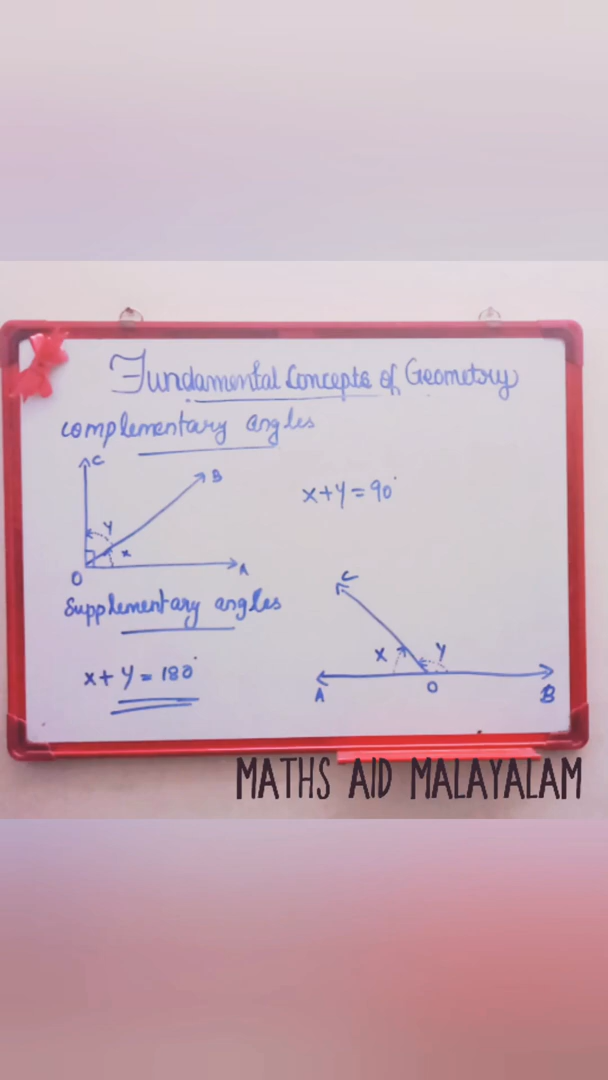 Fundamental Concepts of Geometry
complementary angles
C
B
x+y=90°
y
x
O
A
Supplementary angles
C
x+y=180°
x
y
A
O
B
MATHS AID MALAYALAM